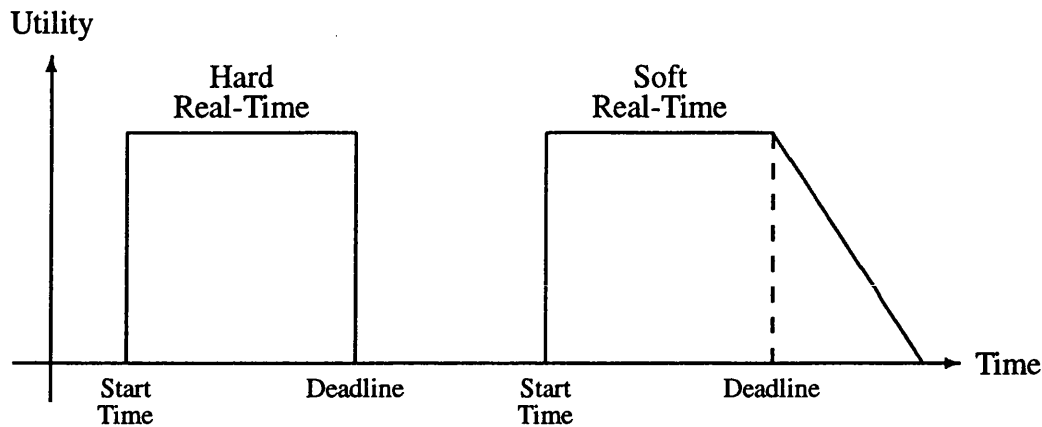 Utility
Hard
Real-Time
Soft
Real-Time
Time
Start
Time
Deadline
Start
Time
Deadline